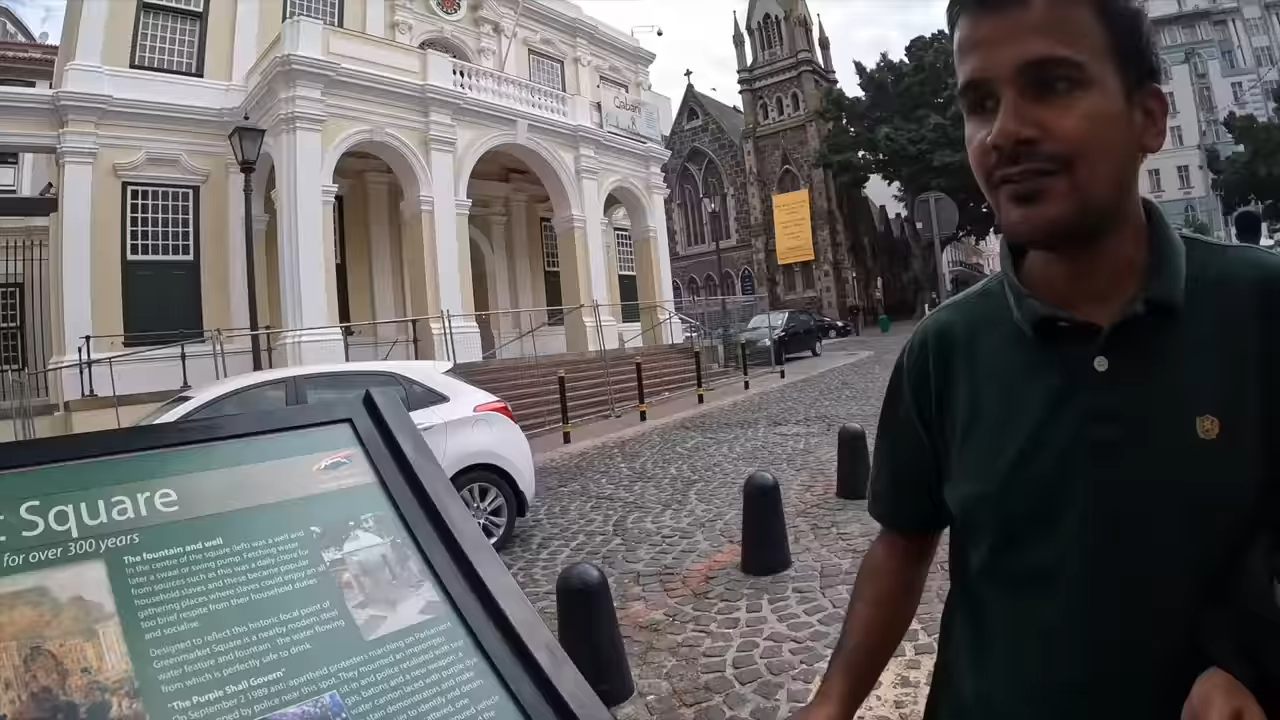 Qabani
t Square
for over 300 years
The fountain and well
In the centre of the square (left) was a well and
later a swaai or swing pump. Fetching water
from sources such as this was a daily chore for
household slaves and these became popular
gathering places where slaves could enjoy an all
too brief respite from their household duties
and socialise.
Designed to reflect this historic local point of
Greenmarket Square is a nearby modern steel
water feature and fountain - the water flowing
from which is perfectly safe to drink.
"The Purple Shall Govern"
On September 2 1989 anti-apartheid protesters marching on Parliament
ned by police near this spot. They mounted an impromptu
sit-in and police retaliated with tear
gas, batons and a new weapon, a
water cannon laced with purple dye
stain demonstrators and make
to identify and detain